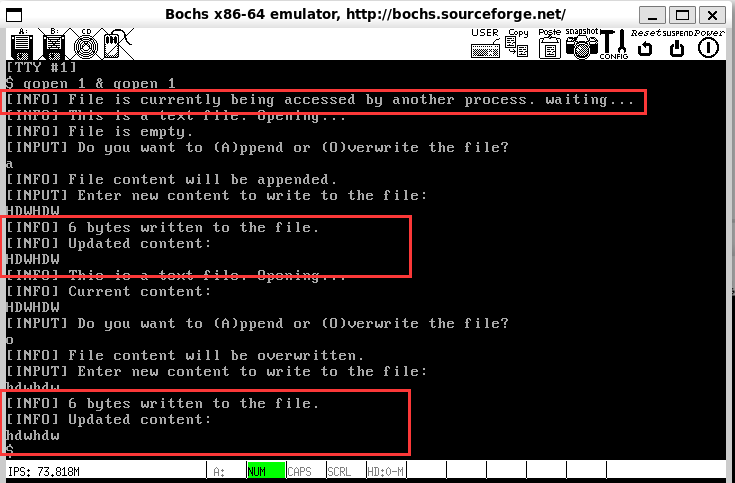 Bochs x86-64 emulator, http://bochs.sourceforge.net/
A: B: CD USER Copy Paste snapshot CONFIG Reset SUSPEND Power
[TTY #1]
$ gopen 1 & gopen 1
[INFO] File is currently being accessed by another process. waiting...
[INFO] This is a text file. Opening...
[INFO] File is empty.
[INPUT] Do you want to (A)ppend or (O)verwrite the file?
a
[INFO] File content will be appended.
[INPUT] Enter new content to write to the file:
HDWHDW
[INFO] 6 bytes written to the file.
[INFO] Updated content:
HDWHDW
[INFO] This is a text file. Opening...
[INFO] Current content:
HDWHDW
[INPUT] Do you want to (A)ppend or (O)verwrite the file?
o
[INFO] File content will be overwritten.
[INPUT] Enter new content to write to the file:
hdwhdw
[INFO] 6 bytes written to the file.
[INFO] Updated content:
hdwhdw
$
IPS: 73.818M A: NUM CAPS SCRL HD:0-M